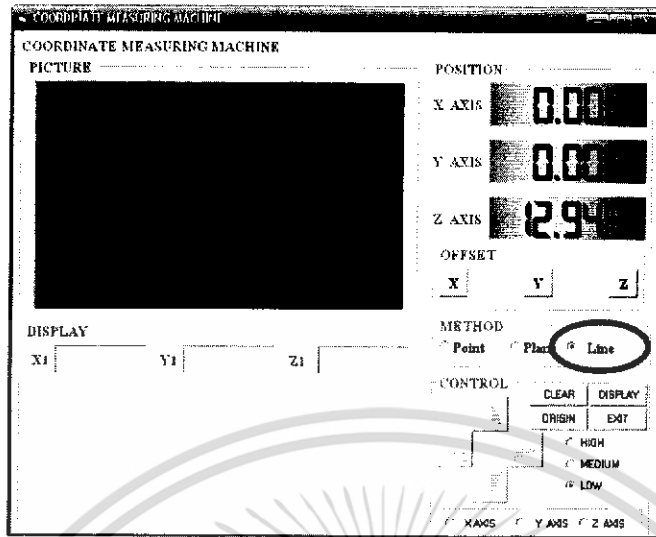 COORDINATE MEASURING MACHINE
COORDINATE MEASURING MACHINE
PICTURE
POSITION
X AXIS 0.00
Y AXIS 0.00
Z AXIS 12.94
OFFSET
X Y Z
DISPLAY
X1 Y1 Z1
METHOD
Point Plan Line
CONTROL
CLEAR DISPLAY
ORIGIN EXIT
HIGH
MEDIUM
LOW
X AXIS Y AXIS Z AXIS